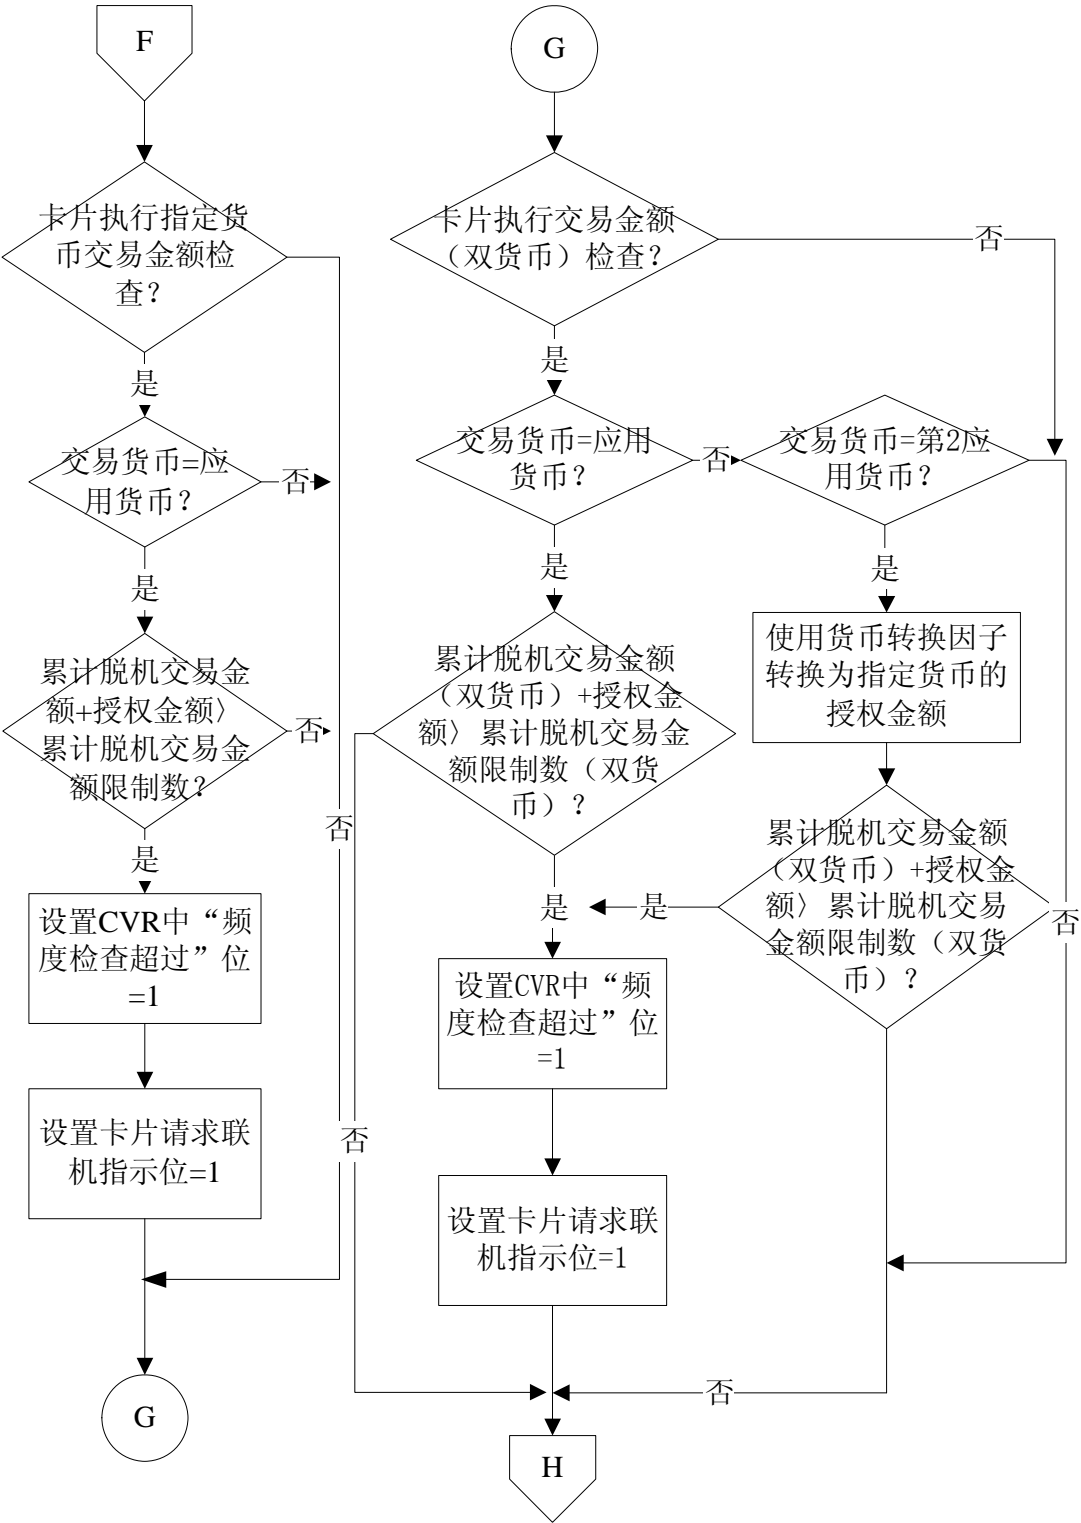 F
卡片执行指定货
币交易金额检
查？
是
否
交易货币=应
用货币？
否
是
累计脱机交易金
额+授权金额〉
累计脱机交易金
额限制数？
否
是
设置CVR中“频
度检查超过”位
=1
设置卡片请求联
机指示位=1
G
G
卡片执行交易金额
（双货币）检查？
否
是
交易货币=应用
货币？
否
交易货币=第2应
用货币？
是
是
使用货币转换因子
转换为指定货币的
授权金额
累计脱机交易金额
（双货币）+授权金
额〉累计脱机交易金
额限制数（双货
币）？
否
是
累计脱机交易金额
（双货币）+授权金
额〉累计脱机交易
金额限制数（双货
币）？
是
否
设置CVR中“频
度检查超过”位
=1
设置卡片请求联
机指示位=1
否
H